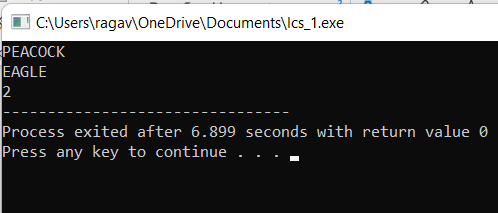 C:\Users\ragav\OneDrive\Documents\lcs_1.exe
PEACOCK
EAGLE
2
--------------------------------
Process exited after 6.899 seconds with return value 0
Press any key to continue . . .